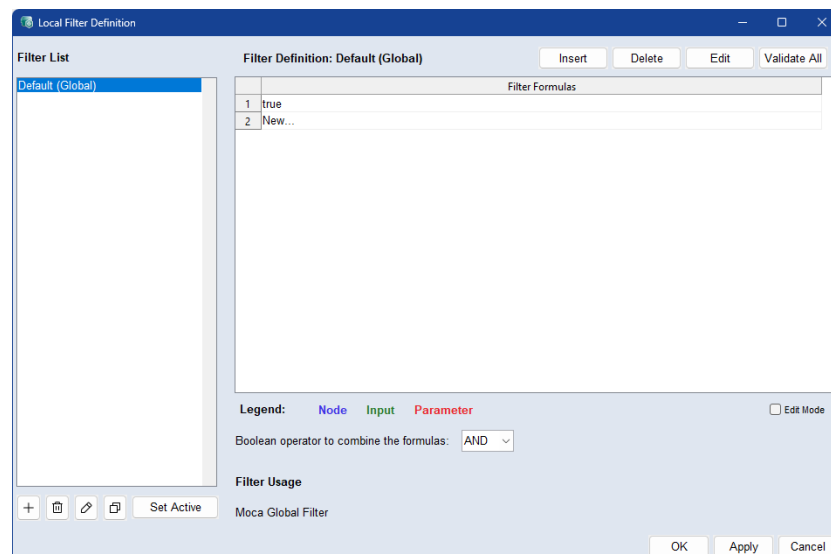 Local Filter Definition
Filter List
Filter Definition: Default (Global)
Insert
Delete
Edit
Validate All
Default (Global)
Filter Formulas
1 true
2 New...
Legend: Node Input Parameter
Edit Mode
Boolean operator to combine the formulas: AND
Filter Usage
Set Active
Moca Global Filter
OK
Apply
Cancel